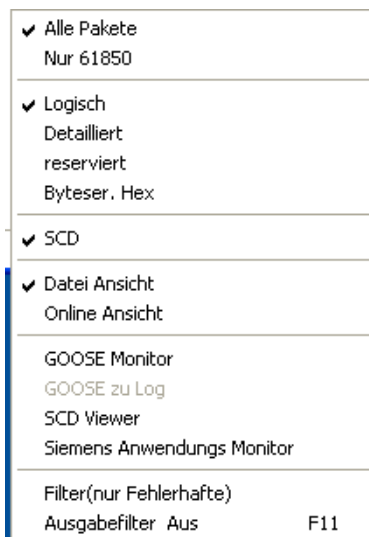 Alle Pakete
Nur 61850
Logisch
Detailliert
reserviert
Byteser. Hex
SCD
Datei Ansicht
Online Ansicht
GOOSE Monitor
GOOSE zu Log
SCD Viewer
Siemens Anwendungs Monitor
Filter(nur Fehlerhafte)
Ausgabefilter Aus F11